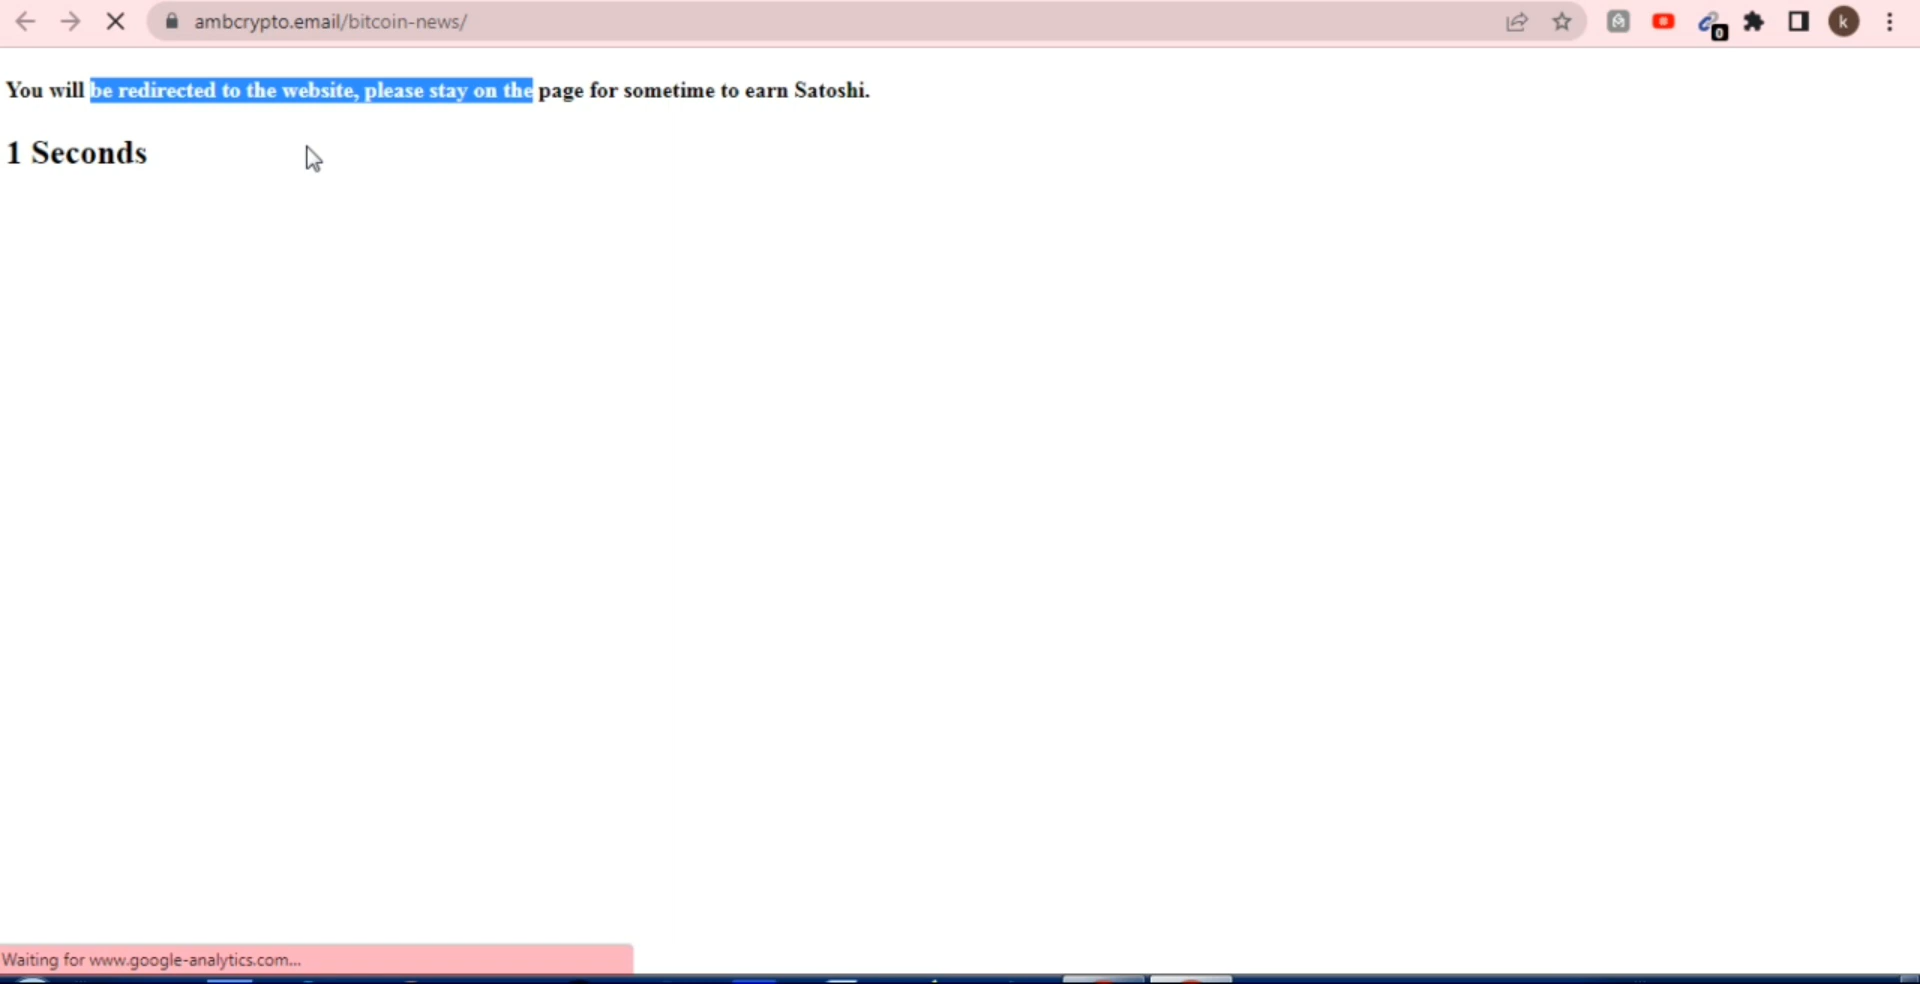 ambcrypto.email/bitcoin-news/
0
k
You will be redirected to the website, please stay on the page for sometime to earn Satoshi.
1 Seconds
Waiting for www.google-analytics.com...